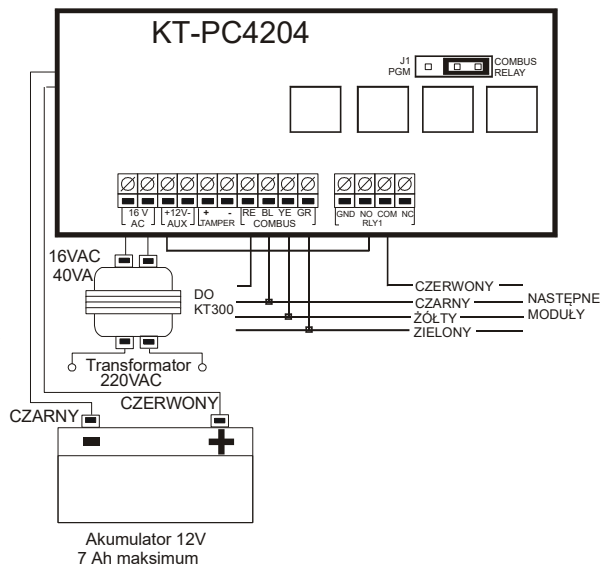 KT-PC4204
J1
PGM
COMBUS
RELAY
16 V
AC
+12V-
AUX
+ -
TAMPER
RE BL YE GR
COMBUS
GND NO COM NC
RLY1
16VAC
40VA
DO
KT300
CZERWONY
CZARNY
ŻÓŁTY
ZIELONY
NASTĘPNE
MODUŁY
Transformator
220VAC
CZARNY
CZERWONY
Akumulator 12V
7 Ah maksimum